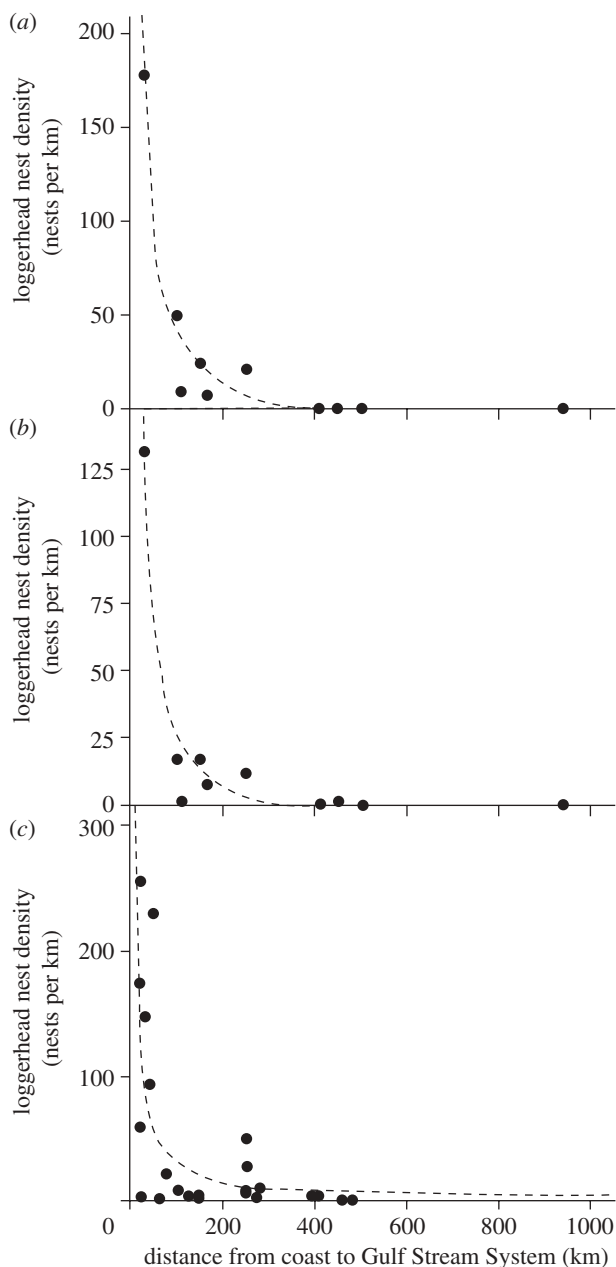 (a)
200
150
100
50
0
loggerhead nest density
(nests per km)
(b)
125
100
75
50
25
0
loggerhead nest density
(nests per km)
(c)
300
200
100
loggerhead nest density
(nests per km)
0 200 400 600 800 1000
distance from coast to Gulf Stream System (km)